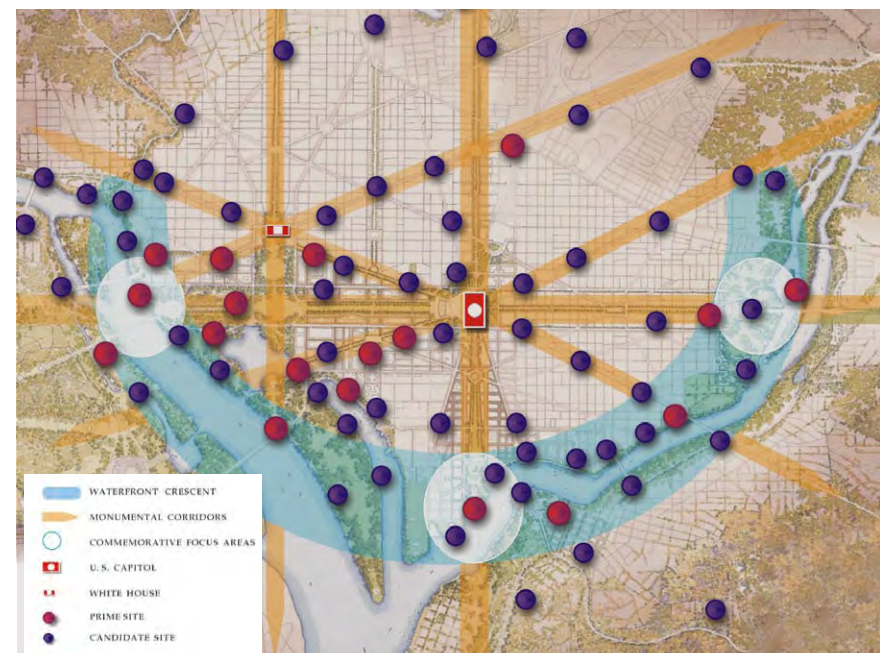 WATERFRONT CRESCENT
MONUMENTAL CORRIDORS
COMMEMORATIVE FOCUS AREAS
U.S. CAPITOL
WHITE HOUSE
PRIME SITE
CANDIDATE SITE